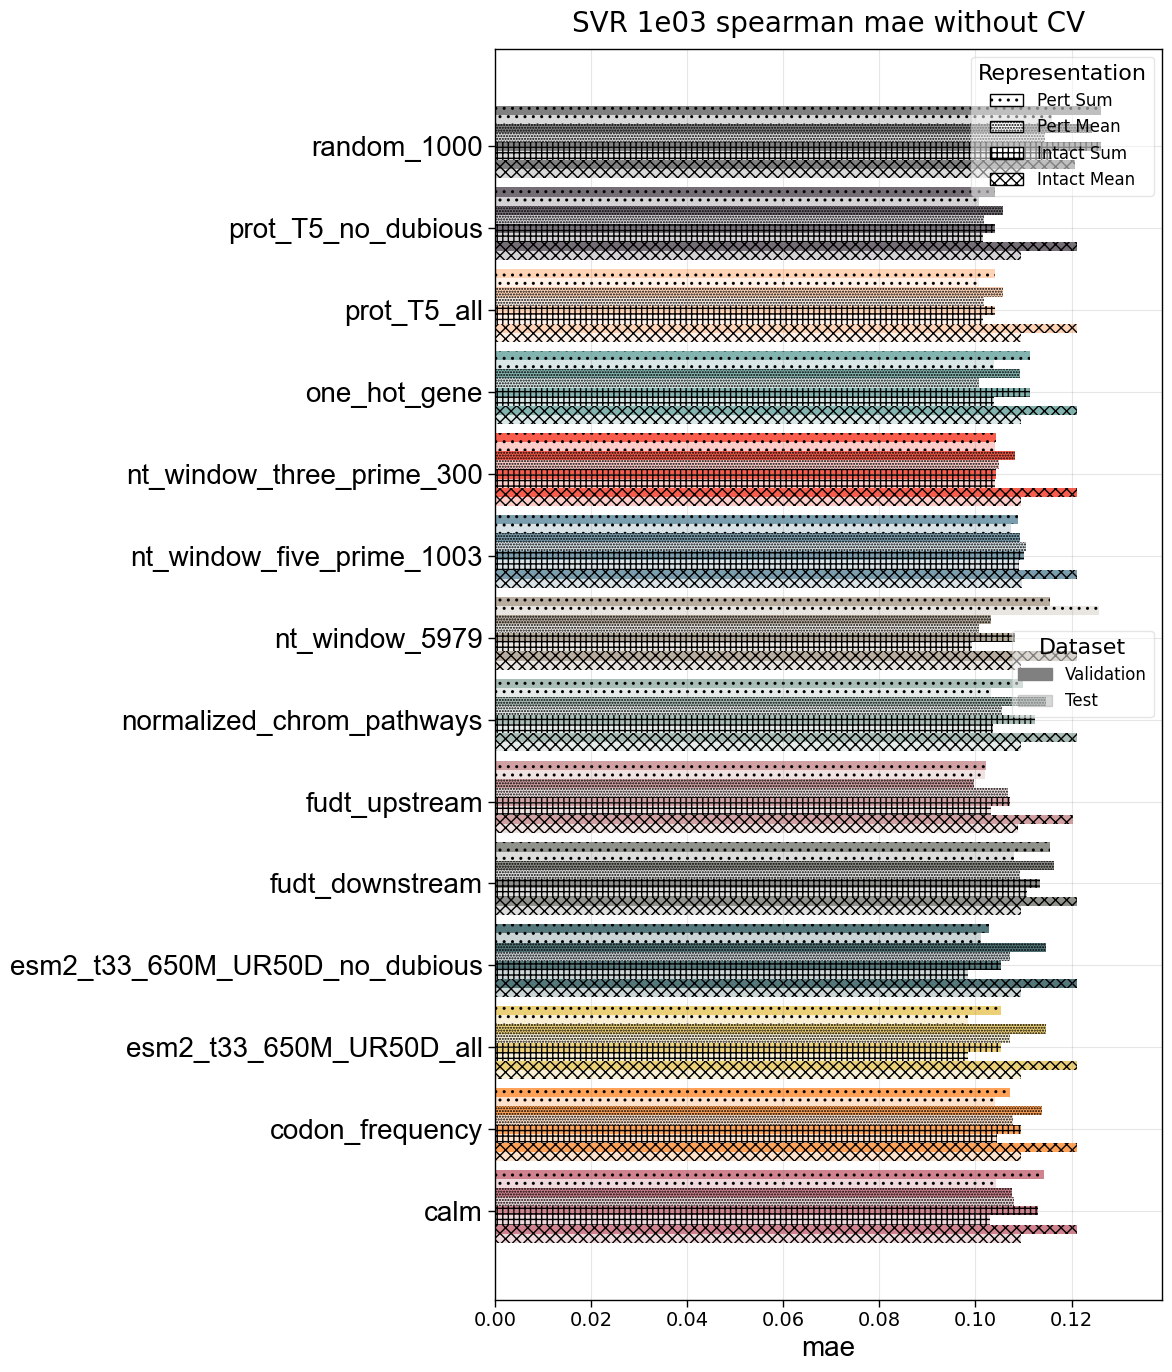 SVR 1e03 spearman mae without CV
Representation
Pert Sum
Pert Mean
Intact Sum
Intact Mean
random_1000
prot_T5_no_dubious
prot_T5_all
one_hot_gene
nt_window_three_prime_300
nt_window_five_prime_1003
nt_window_5979
Dataset
Validation
Test
normalized_chrom_pathways
fudt_upstream
fudt_downstream
esm2_t33_650M_UR50D_no_dubious
esm2_t33_650M_UR50D_all
codon_frequency
calm
0.00 0.02 0.04 0.06 0.08 0.10 0.12
mae